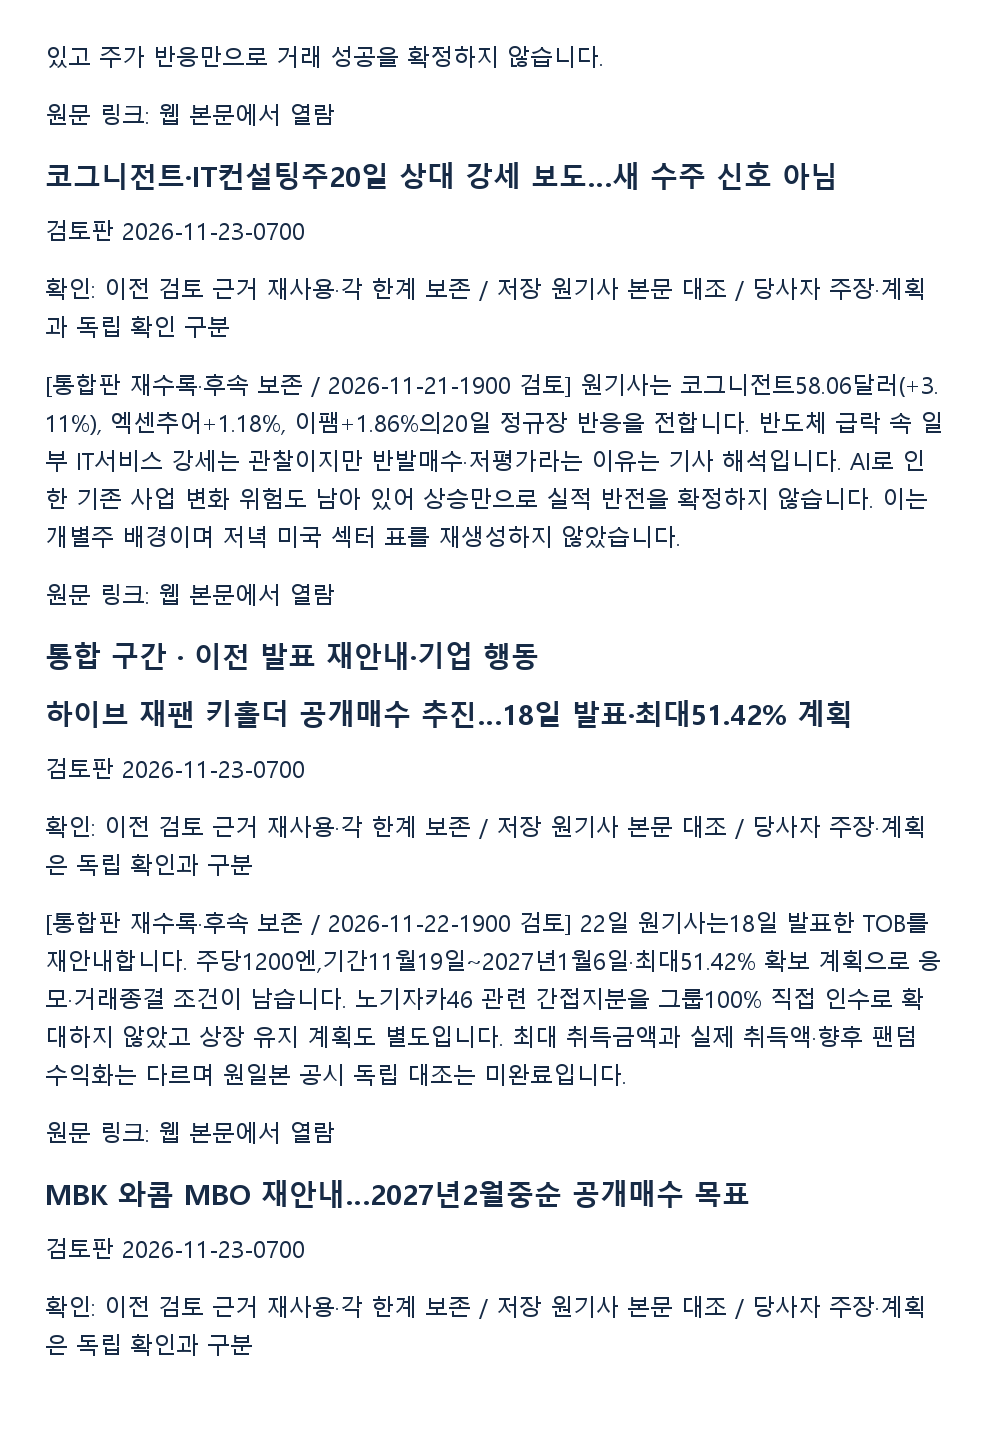 있고 주가 반응만으로 거래 성공을 확정하지 않습니다.
원문 링크: 웹 본문에서 열람
코그니전트·IT컨설팅주20일 상대 강세 보도…새 수주 신호 아님
검토판 2026-11-23-0700
확인: 이전 검토 근거 재사용·각 한계 보존 / 저장 원기사 본문 대조 / 당사자 주장·계획
과 독립 확인 구분
[통합판 재수록·후속 보존 / 2026-11-21-1900 검토] 원기사는 코그니전트58.06달러(+3.
11%), 엑센추어+1.18%, 이팸+1.86%의20일 정규장 반응을 전합니다. 반도체 급락 속 일
부 IT서비스 강세는 관찰이지만 반발매수·저평가라는 이유는 기사 해석입니다. AI로 인
한 기존 사업 변화 위험도 남아 있어 상승만으로 실적 반전을 확정하지 않습니다. 이는
개별주 배경이며 저녁 미국 섹터 표를 재생성하지 않았습니다.
원문 링크: 웹 본문에서 열람
통합 구간 · 이전 발표 재안내·기업 행동
하이브 재팬 키홀더 공개매수 추진…18일 발표·최대51.42% 계획
검토판 2026-11-23-0700
확인: 이전 검토 근거 재사용·각 한계 보존 / 저장 원기사 본문 대조 / 당사자 주장·계획
은 독립 확인과 구분
[통합판 재수록·후속 보존 / 2026-11-22-1900 검토] 22일 원기사는18일 발표한 TOB를
재안내합니다. 주당1200엔,기간11월19일~2027년1월6일·최대51.42% 확보 계획으로 응
모·거래종결 조건이 남습니다. 노기자카46 관련 간접지분을 그룹100% 직접 인수로 확
대하지 않았고 상장 유지 계획도 별도입니다. 최대 취득금액과 실제 취득액·향후 팬덤
수익화는 다르며 원일본 공시 독립 대조는 미완료입니다.
원문 링크: 웹 본문에서 열람
MBK 와콤 MBO 재안내…2027년2월중순 공개매수 목표
검토판 2026-11-23-0700
확인: 이전 검토 근거 재사용·각 한계 보존 / 저장 원기사 본문 대조 / 당사자 주장·계획
은 독립 확인과 구분